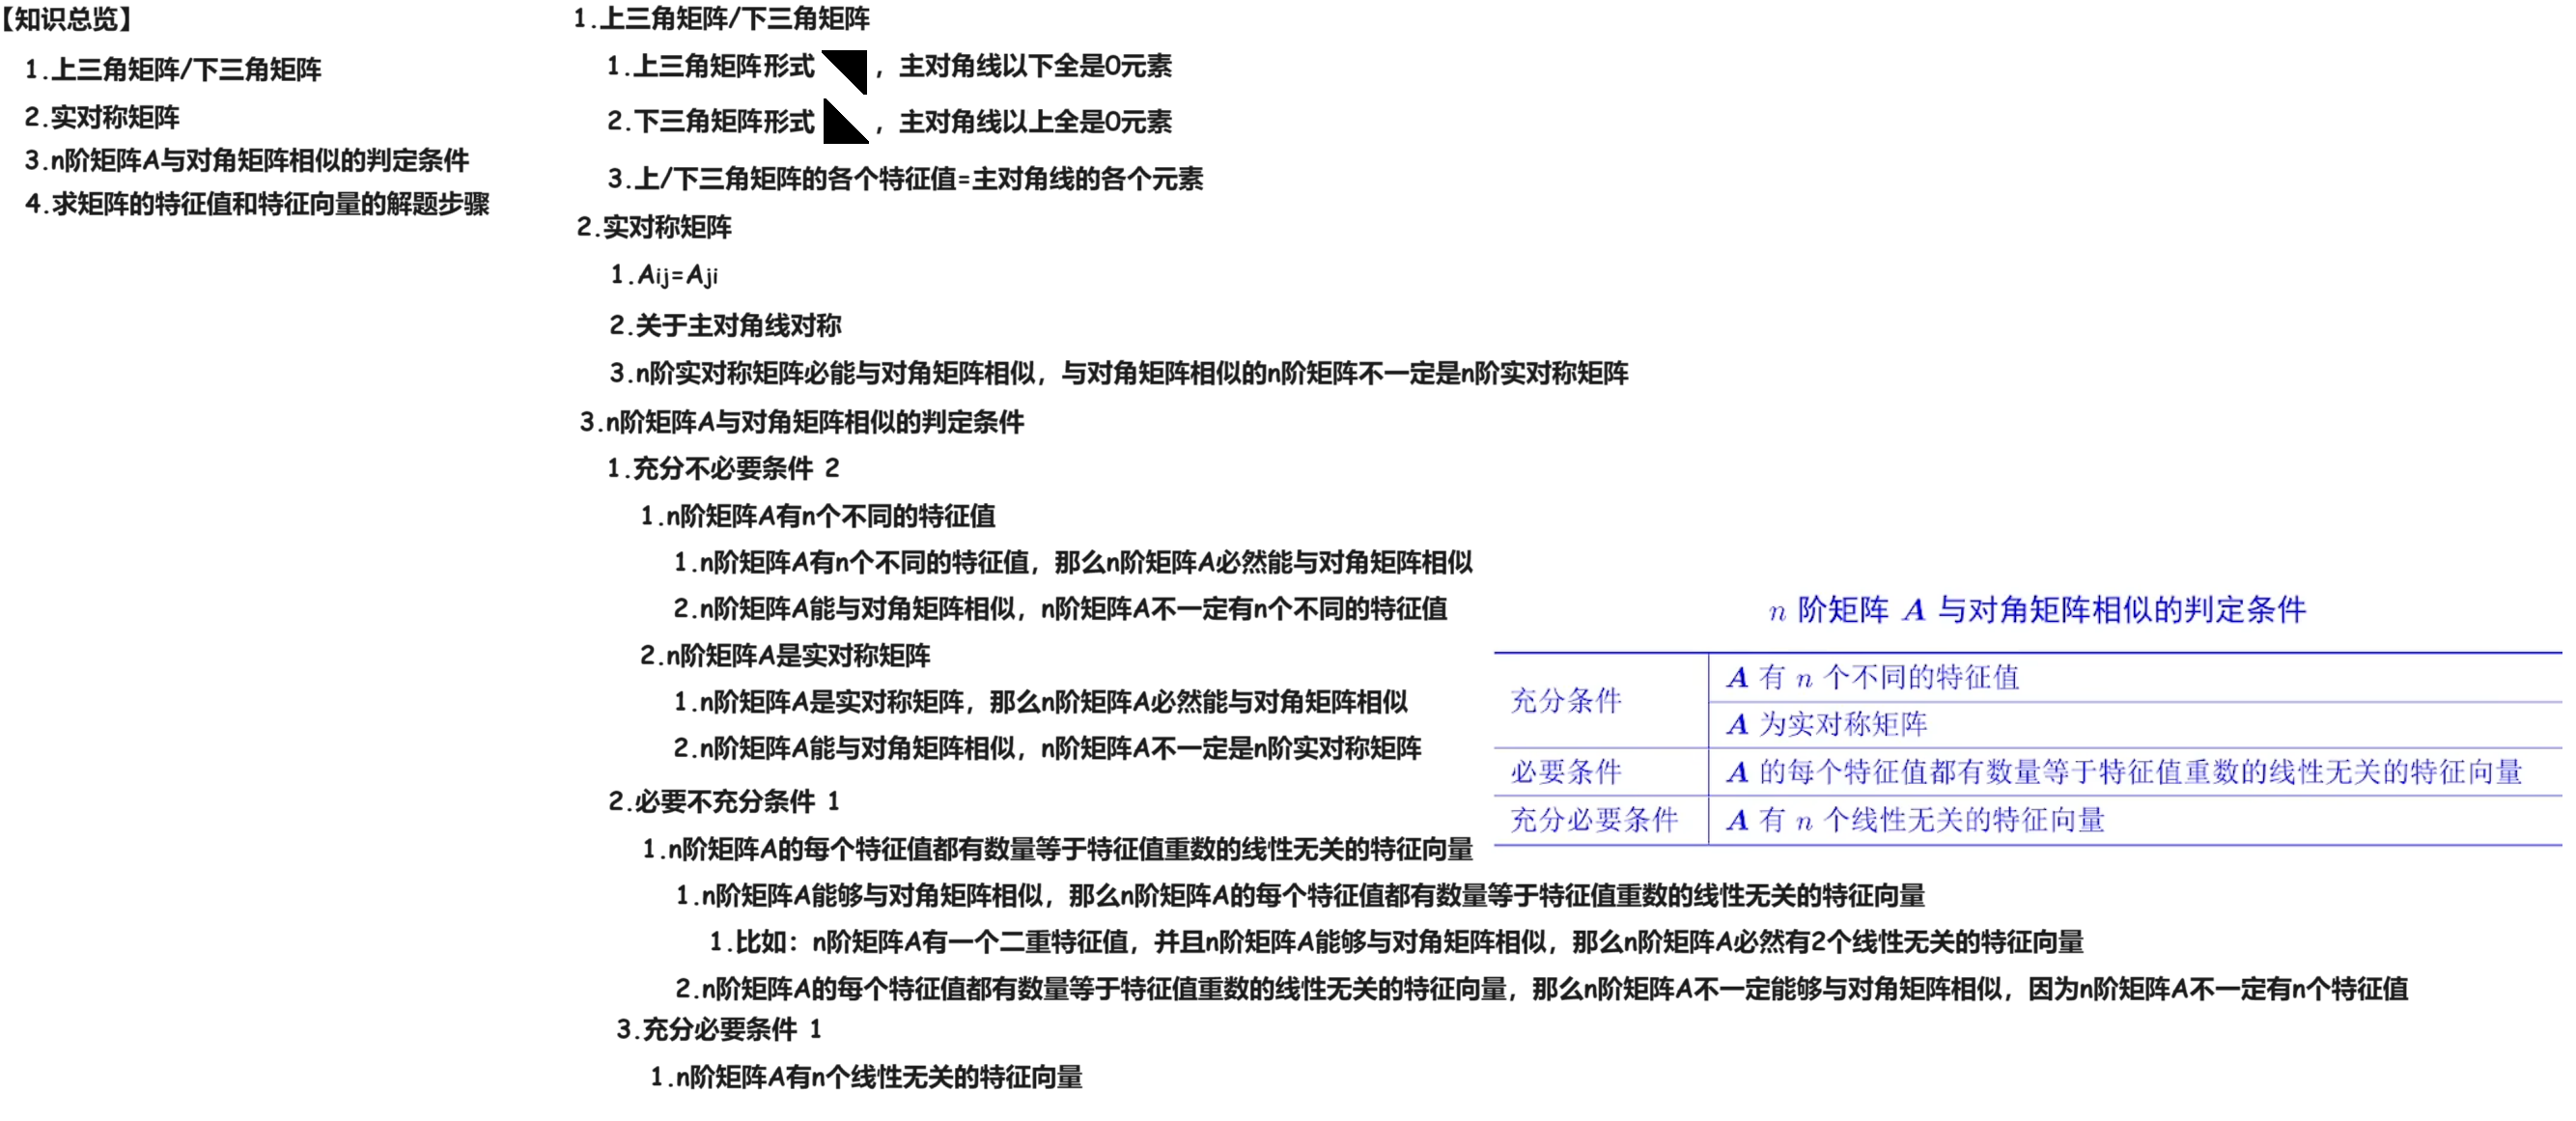 【知识总览】
1.上三角矩阵/下三角矩阵
2.实对称矩阵
3.n阶矩阵A与对角矩阵相似的判定条件
4.求矩阵的特征值和特征向量的解题步骤
1.上三角矩阵/下三角矩阵
1.上三角矩阵形式 ，主对角线以下全是0元素
2.下三角矩阵形式 ，主对角线以上全是0元素
3.上/下三角矩阵的各个特征值=主对角线的各个元素
2.实对称矩阵
1.Aij=Aji
2.关于主对角线对称
3.n阶实对称矩阵必能与对角矩阵相似，与对角矩阵相似的n阶矩阵不一定是n阶实对称矩阵
3.n阶矩阵A与对角矩阵相似的判定条件
1.充分不必要条件 2
1.n阶矩阵A有n个不同的特征值
1.n阶矩阵A有n个不同的特征值，那么n阶矩阵A必然能与对角矩阵相似
2.n阶矩阵A能与对角矩阵相似，n阶矩阵A不一定有n个不同的特征值
2.n阶矩阵A是实对称矩阵
1.n阶矩阵A是实对称矩阵，那么n阶矩阵A必然能与对角矩阵相似
2.n阶矩阵A能与对角矩阵相似，n阶矩阵A不一定是n阶实对称矩阵
2.必要不充分条件 1
1.n阶矩阵A的每个特征值都有数量等于特征值重数的线性无关的特征向量
1.n阶矩阵A能够与对角矩阵相似，那么n阶矩阵A的每个特征值都有数量等于特征值重数的线性无关的特征向量
1.比如：n阶矩阵A有一个二重特征值，并且n阶矩阵A能够与对角矩阵相似，那么n阶矩阵A必然有2个线性无关的特征向量
2.n阶矩阵A的每个特征值都有数量等于特征值重数的线性无关的特征向量，那么n阶矩阵A不一定能够与对角矩阵相似，因为n阶矩阵A不一定有n个特征值
3.充分必要条件 1
1.n阶矩阵A有n个线性无关的特征向量
n 阶矩阵 A 与对角矩阵相似的判定条件
充分条件
A 有 n 个不同的特征值
A 为实对称矩阵
必要条件
A 的每个特征值都有数量等于特征值重数的线性无关的特征向量
充分必要条件
A 有 n 个线性无关的特征向量